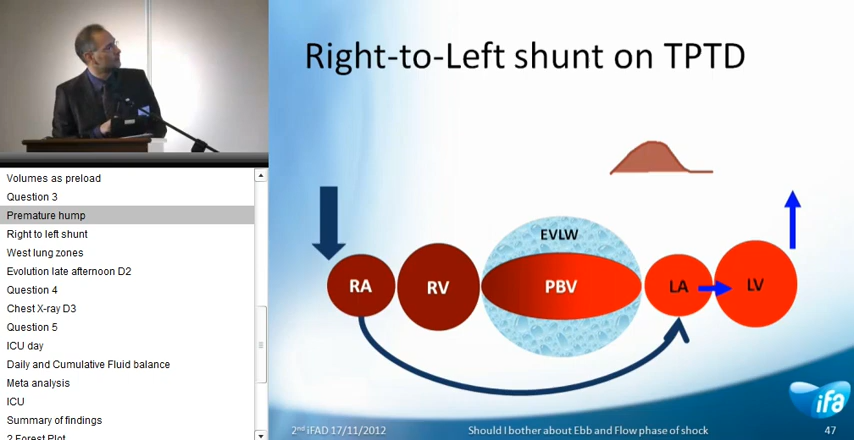 Right-to-Left shunt on TPTD
Volumes as preload
Question 3
Premature hump
Right to left shunt
West lung zones
Evolution late afternoon D2
Question 4
Chest X-ray D3
Question 5
ICU day
Daily and Cumulative Fluid balance
Meta analysis
ICU
Summary of findings
2 Forest Plot
EVLW
RA
RV
PBV
LA
LV
ifa
2nd iFAD 17/11/2012
Should I bother about Ebb and Flow phase of shock
47